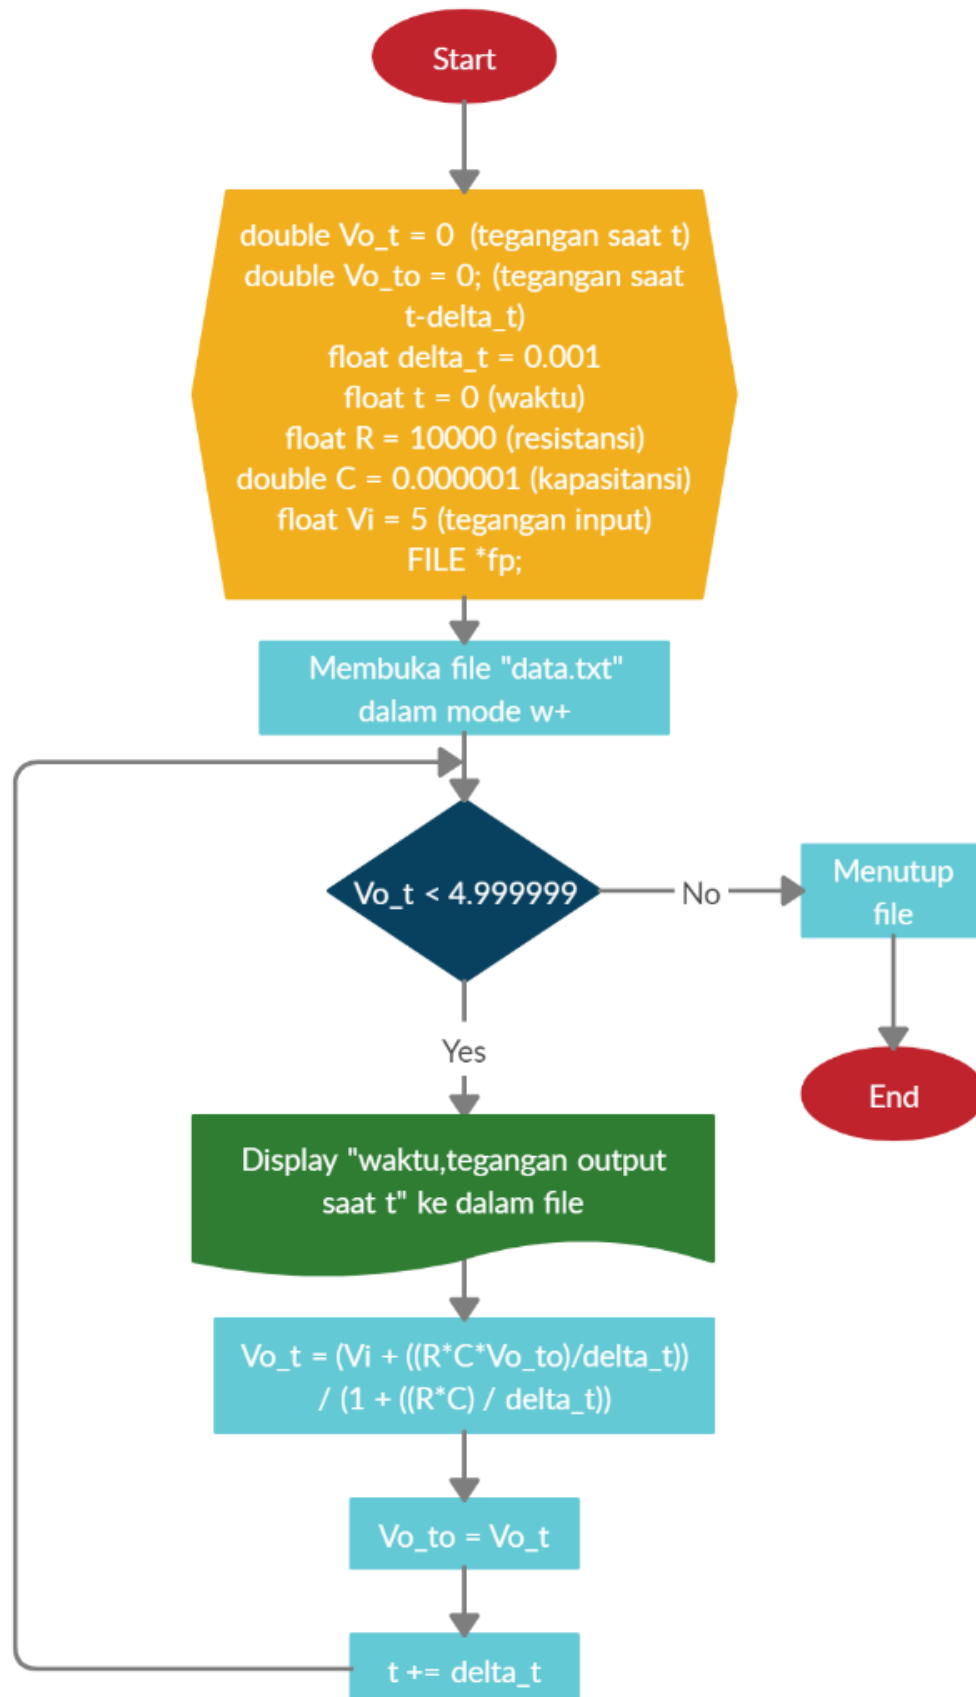 Start
double Vo_t = 0 (tegangan saat t)
double Vo_to = 0; (tegangan saat
t-delta_t)
float delta_t = 0.001
float t = 0 (waktu)
float R = 10000 (resistansi)
double C = 0.000001 (kapasitansi)
float Vi = 5 (tegangan input)
FILE *fp;
Membuka file "data.txt"
dalam mode w+
Vo_t < 4.999999
No
Menutup
file
End
Yes
Display "waktu,tegangan output
saat t" ke dalam file
Vo_t = (Vi + ((R*C*Vo_to)/delta_t))
/ (1 + ((R*C) / delta_t))
Vo_to = Vo_t
t += delta_t